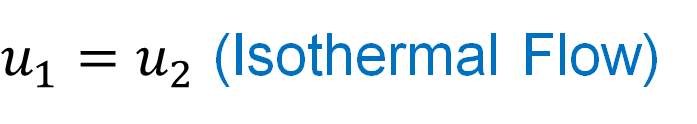 𝑢₁ = 𝑢₂ (Isothermal Flow)